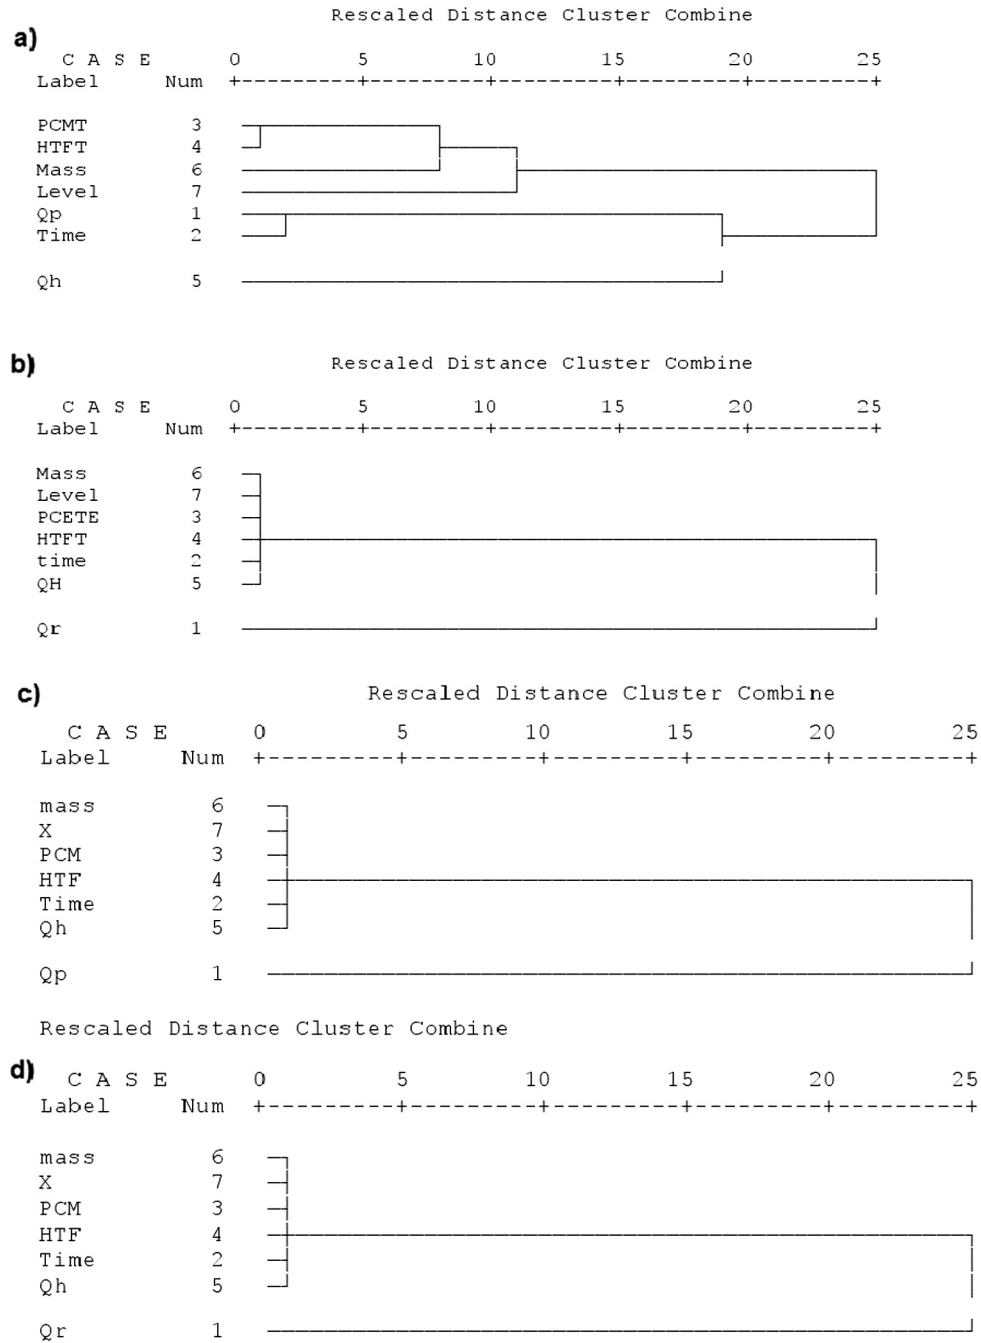 Rescaled Distance Cluster Combine
a)
C A S E 0 5 10 15 20 25
Label Num +---------+---------+---------+---------+---------+
PCMT 3
HTFT 4
Mass 6
Level 7
Qp 1
Time 2
Qh 5
b) Rescaled Distance Cluster Combine
C A S E 0 5 10 15 20 25
Label Num +---------+---------+---------+---------+---------+
Mass 6
Level 7
PCETE 3
HTFT 4
time 2
QH 5
Qr 1
c) Rescaled Distance Cluster Combine
C A S E 0 5 10 15 20 25
Label Num +---------+---------+---------+---------+---------+
mass 6
X 7
PCM 3
HTF 4
Time 2
Qh 5
Qp 1
Rescaled Distance Cluster Combine
d) C A S E 0 5 10 15 20 25
Label Num +---------+---------+---------+---------+---------+
mass 6
X 7
PCM 3
HTF 4
Time 2
Qh 5
Qr 1